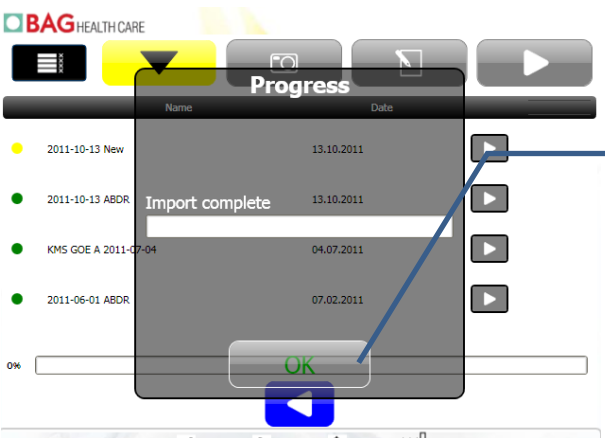 BAG HEALTH CARE
Progress
Name Date
2011-10-13 New 13.10.2011
2011-10-13 ABDR 13.10.2011
Import complete
KMS GOE A 2011-07-04 04.07.2011
2011-06-01 ABDR 07.02.2011
0%
OK